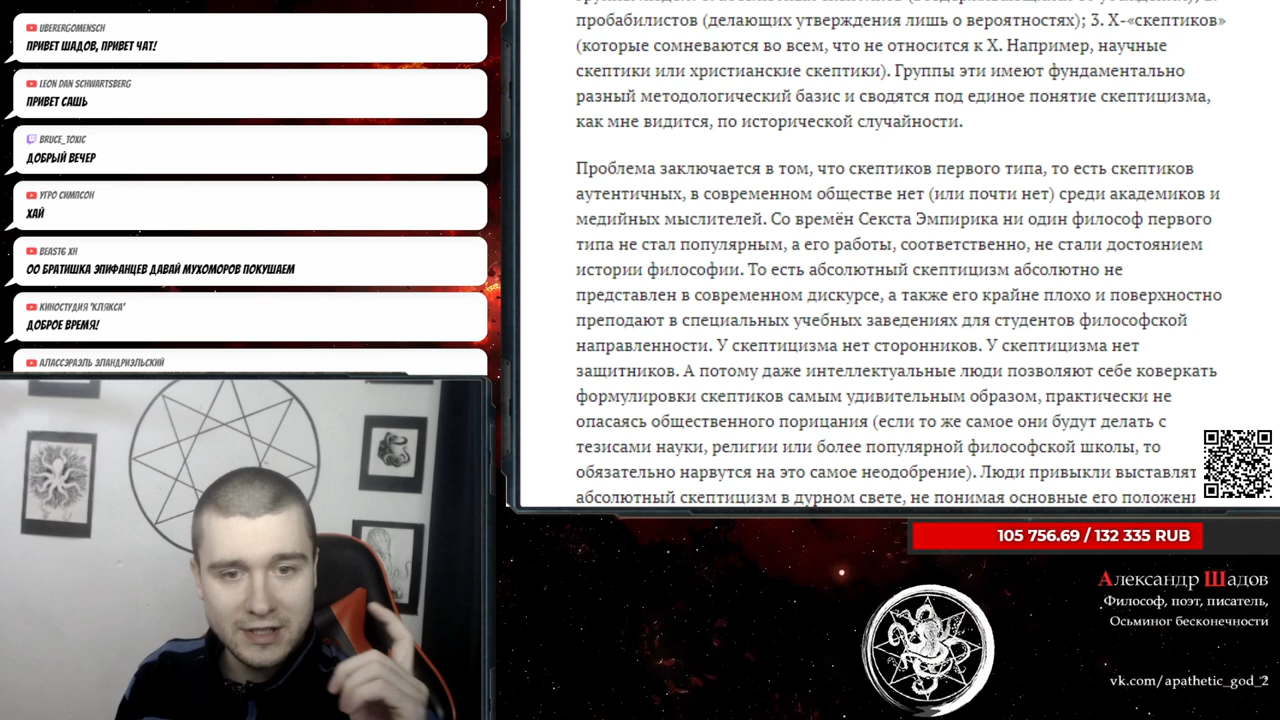 UBERERGOMENSCH
ПРИВЕТ ШАДОВ, ПРИВЕТ ЧАТ!
LEON DAN SCHWARTSBERG
ПРИВЕТ САШЬ
BRUCE_TOXIC
ДОБРЫЙ ВЕЧЕР
УГРО СИМПСОН
ХАЙ
BEAST6 XH
ОО БРАТИШКА ЭПИФАНЦЕВ ДАВАЙ МУХОМОРОВ ПОКУШАЕМ
КИНОСТУДИЯ "КЛЯКСА"
ДОБРОЕ ВРЕМЯ!
АЛАССЭРАЭЛЬ ЭЛАНДРИЭЛЬСКИЙ
пробабилистов (делающих утверждения лишь о вероятностях); 3. Х-«скептиков»
(которые сомневаются во всем, что не относится к Х. Например, научные
скептики или христианские скептики). Группы эти имеют фундаментально
разный методологический базис и сводятся под единое понятие скептицизма,
как мне видится, по исторической случайности.
Проблема заключается в том, что скептиков первого типа, то есть скептиков
аутентичных, в современном обществе нет (или почти нет) среди академиков и
медийных мыслителей. Со времён Секста Эмпирика ни один философ первого
типа не стал популярным, а его работы, соответственно, не стали достоянием
истории философии. То есть абсолютный скептицизм абсолютно не
представлен в современном дискурсе, а также его крайне плохо и поверхностно
преподают в специальных учебных заведениях для студентов философской
направленности. У скептицизма нет сторонников. У скептицизма нет
защитников. А потому даже интеллектуальные люди позволяют себе коверкать
формулировки скептиков самым удивительным образом, практически не
опасаясь общественного порицания (если то же самое они будут делать с
тезисами науки, религии или более популярной философской школы, то
обязательно нарвутся на это самое неодобрение). Люди привыкли выставлят
абсолютный скептицизм в дурном свете, не понимая основные его положени
105 756.69 / 132 335 RUB
Александр Шадов
Философ, поэт, писатель,
Осьминог бесконечности
vk.com/apathetic_god_2